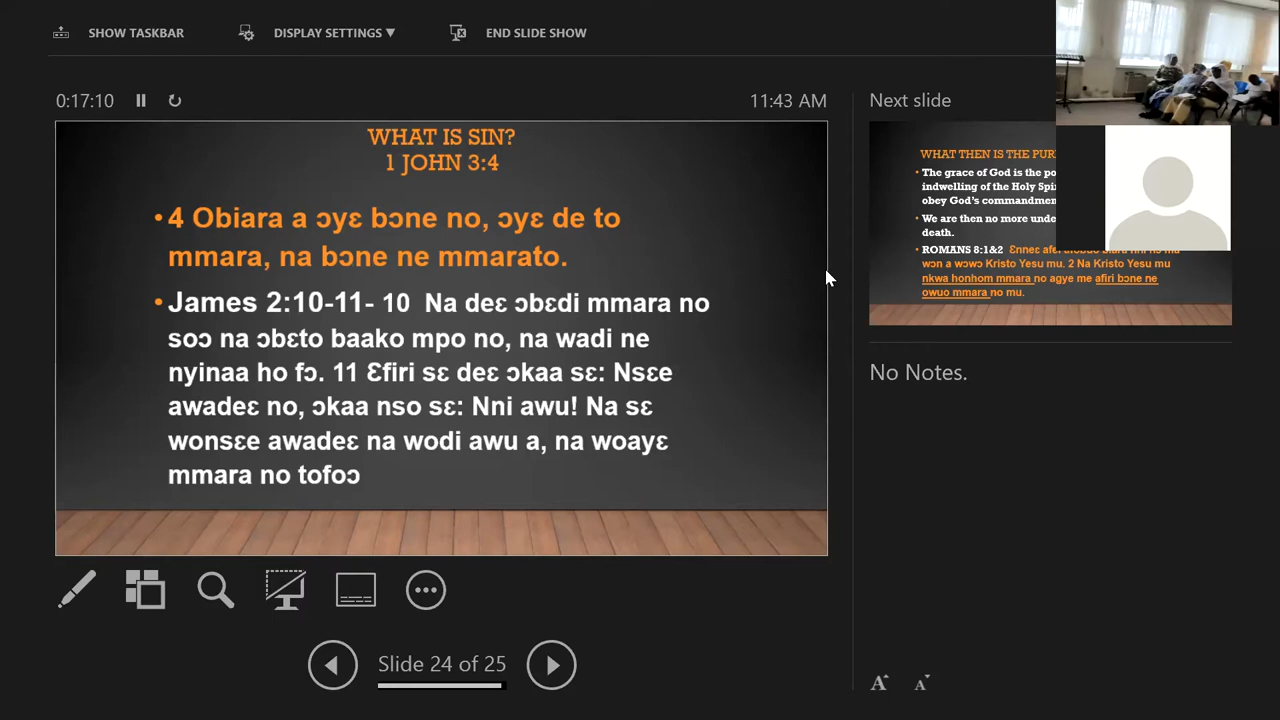 SHOW TASKBAR
DISPLAY SETTINGS ▼
END SLIDE SHOW
0:17:10
11:43 AM
WHAT IS SIN?
1 JOHN 3:4
• 4 Obiara a ɔyɛ bɔne no, ɔyɛ de to
mmara, na bɔne ne mmarato.
• James 2:10-11- 10 Na deɛ ɔbɛdi mmara no
soɔ na ɔbɛto baako mpo no, na wadi ne
nyinaa ho fɔ. 11 Ɛfiri sɛ deɛ ɔkaa sɛ: Nsɛe
awadeɛ no, ɔkaa nso sɛ: Nni awu! Na sɛ
wonsɛe awadeɛ na wodi awu a, na woayɛ
mmara no tofoɔ
Slide 24 of 25
Next slide
WHAT THEN IS THE
• The grace of God is the
indwelling of the Holy
obey God's
• We are then no more
death.
• ROMANS 8:1&2 Ɛnneɛ
wɔn a wɔwɔ Kristo Yesu mu. 2 Na Kristo Yesu mu
nkwa honhom mmara no agye me afiri bɔne ne
owuo mmara no mu.
No Notes.
A A